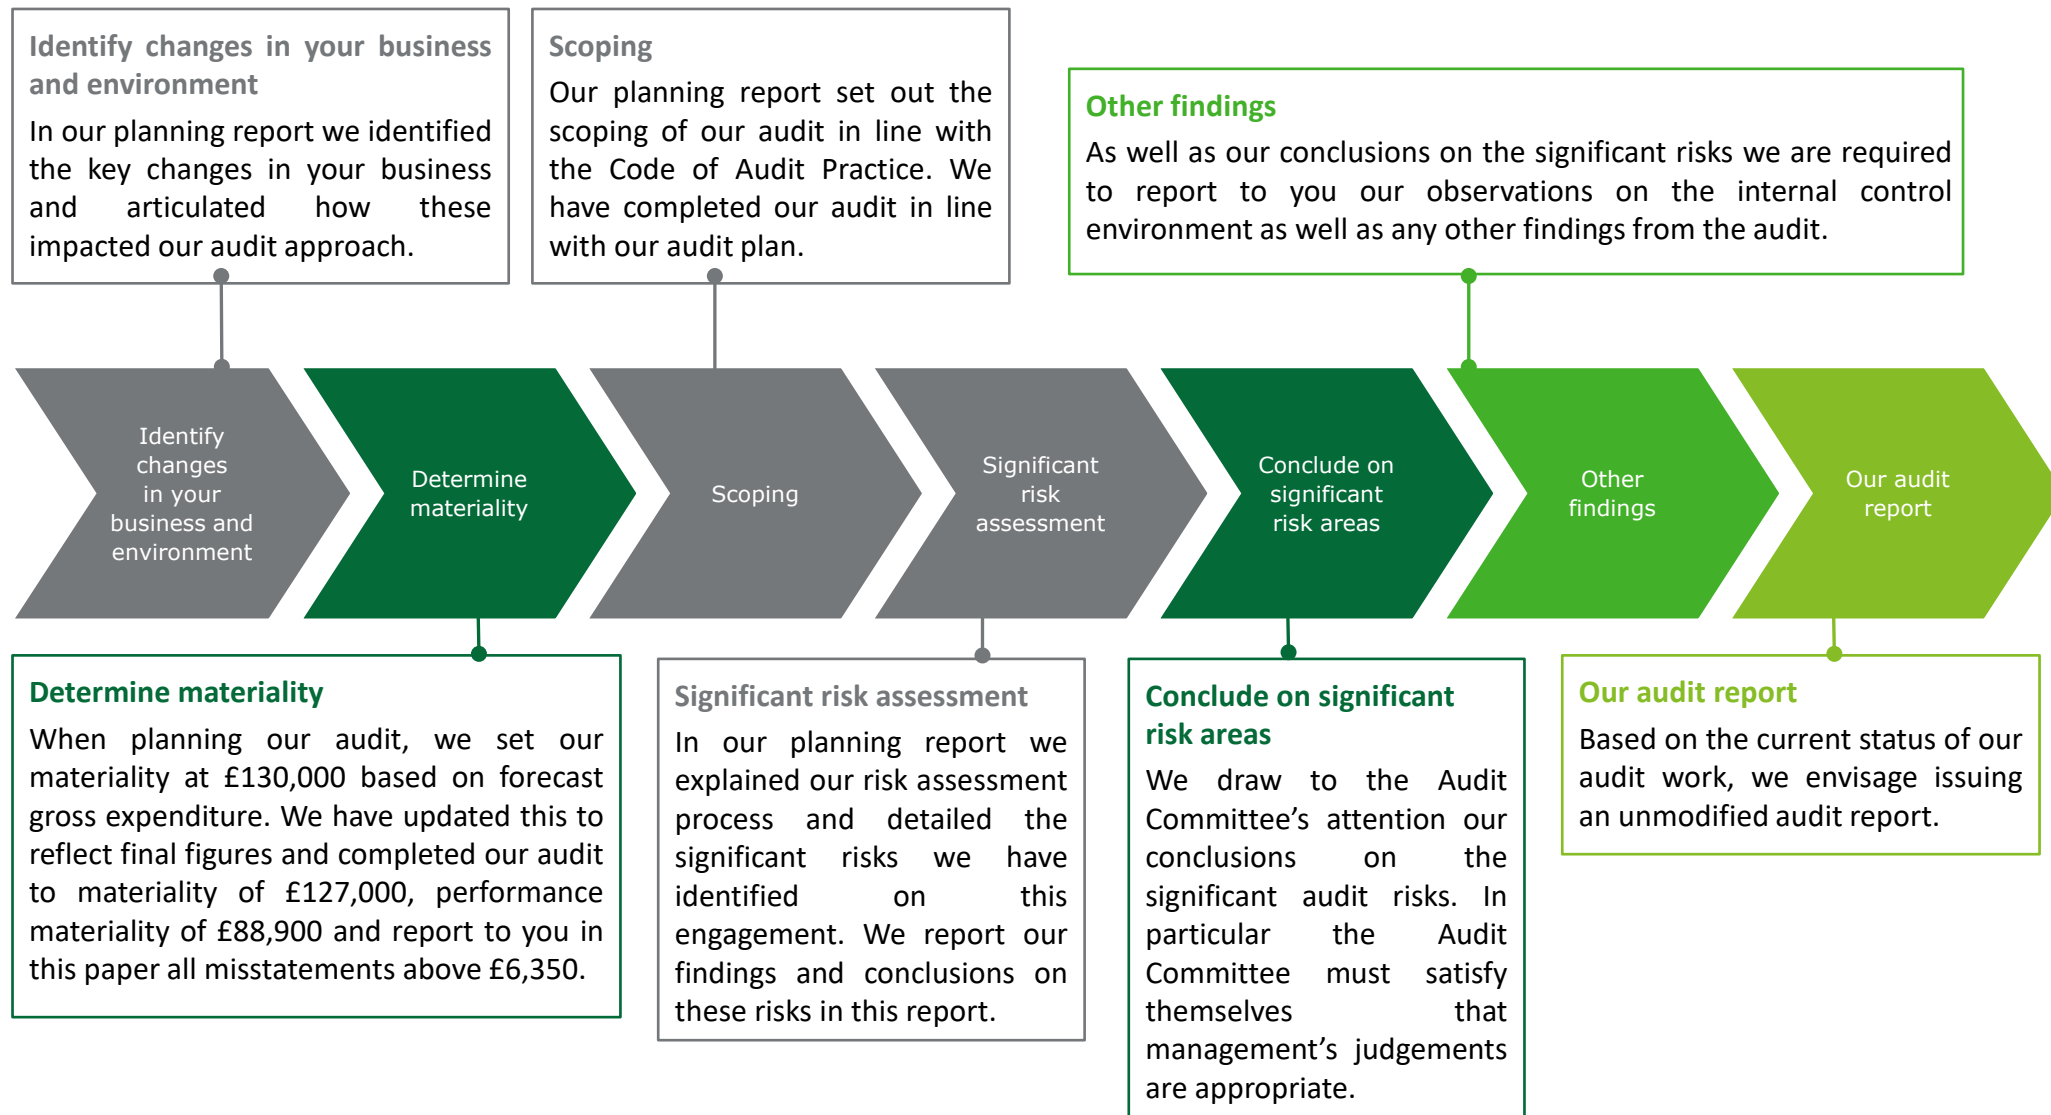 Identify changes in your business
and environment
In our planning report we identified
the key changes in your business
and articulated how these
impacted our audit approach.
Scoping
Our planning report set out the
scoping of our audit in line with
the Code of Audit Practice. We
have completed our audit in line
with our audit plan.
Other findings
As well as our conclusions on the significant risks we are required
to report to you our observations on the internal control
environment as well as any other findings from the audit.
Identify
changes
in your
business and
environment
Determine
materiality
Scoping
Significant
risk
assessment
Conclude on
significant
risk areas
Other
findings
Our audit
report
Determine materiality
When planning our audit, we set our
materiality at £130,000 based on forecast
gross expenditure. We have updated this to
reflect final figures and completed our audit
to materiality of £127,000, performance
materiality of £88,900 and report to you in
this paper all misstatements above £6,350.
Significant risk assessment
In our planning report we
explained our risk assessment
process and detailed the
significant risks we have
identified on this
engagement. We report our
findings and conclusions on
these risks in this report.
Conclude on significant
risk areas
We draw to the Audit
Committee's attention our
conclusions on the
significant audit risks. In
particular the Audit
Committee must satisfy
themselves that
management's judgements
are appropriate.
Our audit report
Based on the current status of our
audit work, we envisage issuing
an unmodified audit report.